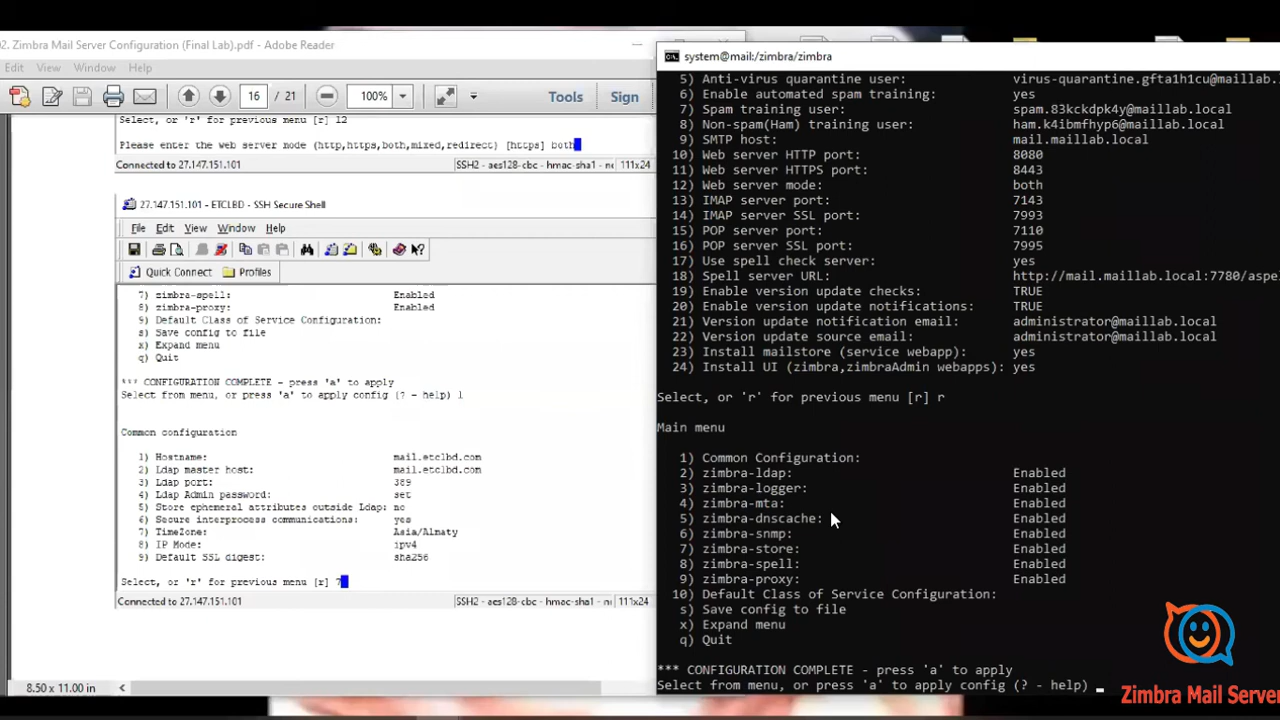 02. Zimbra Mail Server Configuration (Final Lab).pdf - Adobe Reader
Edit View Window Help
16 / 21 100% Tools Sign
Select, or 'r' for previous menu [r] 12
Please enter the web server mode (http,https,both,mixed,redirect) [https] both
Connected to 27.147.151.101 SSH2 - aes128-cbc - hmac-sha1 - n 111x24
27.147.151.101 - ETCLBD - SSH Secure Shell
File Edit View Window Help
Quick Connect Profiles
7) zimbra-spell: Enabled
8) zimbra-proxy: Enabled
9) Default Class of Service Configuration:
s) Save config to file
x) Expand menu
q) Quit
*** CONFIGURATION COMPLETE - press 'a' to apply
Select from menu, or press 'a' to apply config (? - help) 1
Common configuration
1) Hostname: mail.etclbd.com
2) Ldap master host: mail.etclbd.com
3) Ldap port: 389
4) Ldap Admin password: set
5) Store ephemeral attributes outside Ldap: no
6) Secure interprocess communications: yes
7) TimeZone: Asia/Almaty
8) IP Mode: ipv4
9) Default SSL digest: sha256
Select, or 'r' for previous menu [r] 7
Connected to 27.147.151.101 SSH2 - aes128-cbc - hmac-sha1 - n 111x24
8.50 x 11.00 in
system@mail:/zimbra/zimbra
5) Anti-virus quarantine user: virus-quarantine.gfta1h1cu@maillab.
6) Enable automated spam training: yes
7) Spam training user: spam.83kckdpk4y@maillab.local
8) Non-spam(Ham) training user: ham.k4ibmfhyp6@maillab.local
9) SMTP host: mail.maillab.local
10) Web server HTTP port: 8080
11) Web server HTTPS port: 8443
12) Web server mode: both
13) IMAP server port: 7143
14) IMAP server SSL port: 7993
15) POP server port: 7110
16) POP server SSL port: 7995
17) Use spell check server: yes
18) Spell server URL: http://mail.maillab.local:7780/aspe
19) Enable version update checks: TRUE
20) Enable version update notifications: TRUE
21) Version update notification email: administrator@maillab.local
22) Version update source email: administrator@maillab.local
23) Install mailstore (service webapp): yes
24) Install UI (zimbra,zimbraAdmin webapps): yes
Select, or 'r' for previous menu [r] r
Main menu
1) Common Configuration:
2) zimbra-ldap: Enabled
3) zimbra-logger: Enabled
4) zimbra-mta: Enabled
5) zimbra-dnscache: Enabled
6) zimbra-snmp: Enabled
7) zimbra-store: Enabled
8) zimbra-spell: Enabled
9) zimbra-proxy: Enabled
10) Default Class of Service Configuration:
s) Save config to file
x) Expand menu
q) Quit
*** CONFIGURATION COMPLETE - press 'a' to apply
Select from menu, or press 'a' to apply config (? - help)
Zimbra Mail Server